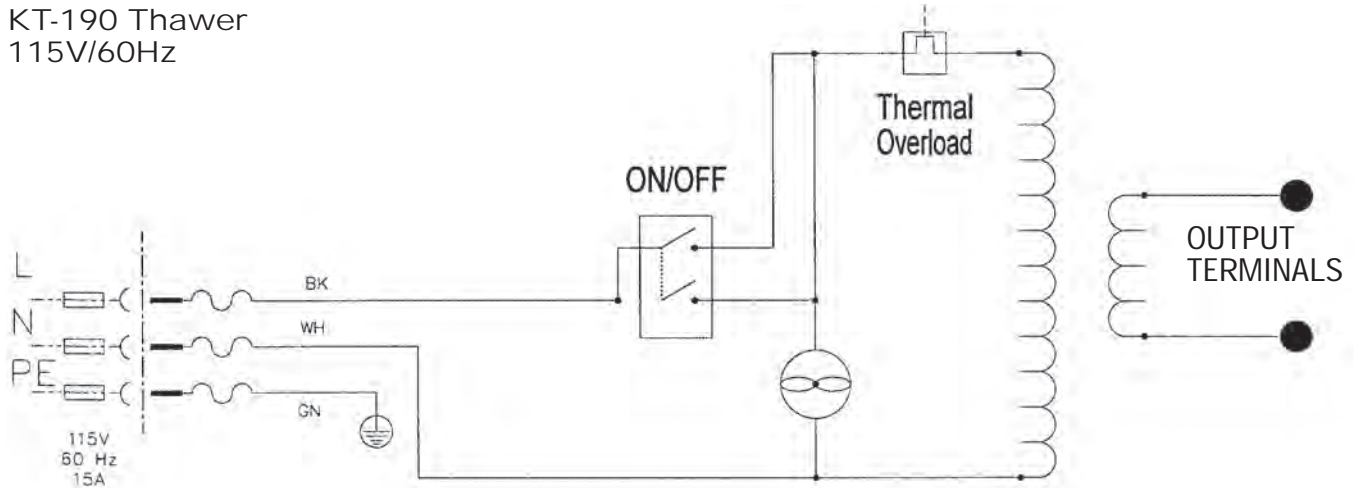 KT-190 Thawer
115V/60Hz
Thermal
Overload
ON/OFF
OUTPUT
TERMINALS
L
BK
N
WH
PE
GN
115V
60 Hz
15A